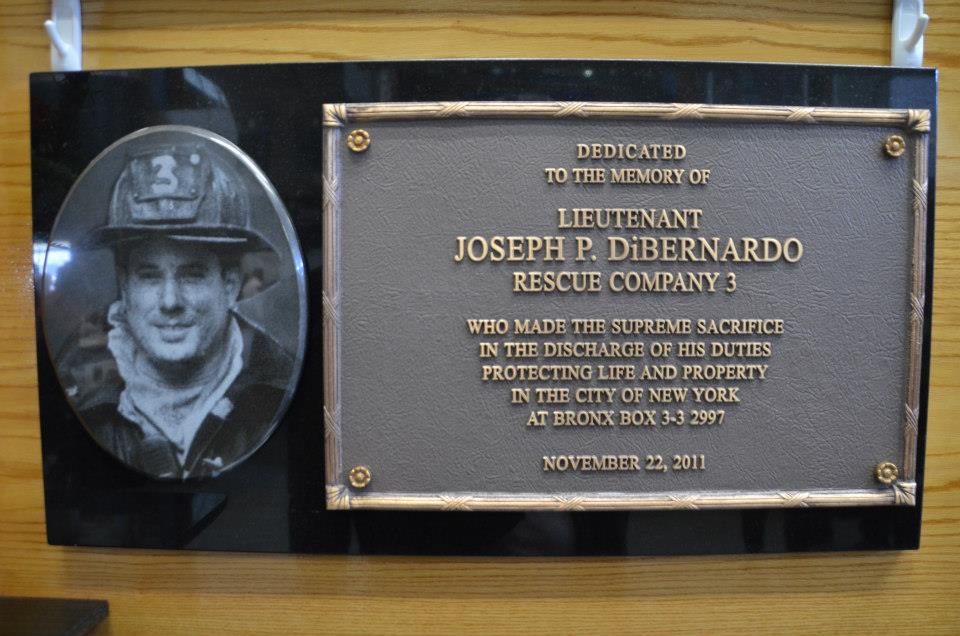 3
DEDICATED
TO THE MEMORY OF
LIEUTENANT
JOSEPH P. DiBERNARDO
RESCUE COMPANY 3
WHO MADE THE SUPREME SACRIFICE
IN THE DISCHARGE OF HIS DUTIES
PROTECTING LIFE AND PROPERTY
IN THE CITY OF NEW YORK
AT BRONX BOX 3-3 2997
NOVEMBER 22, 2011